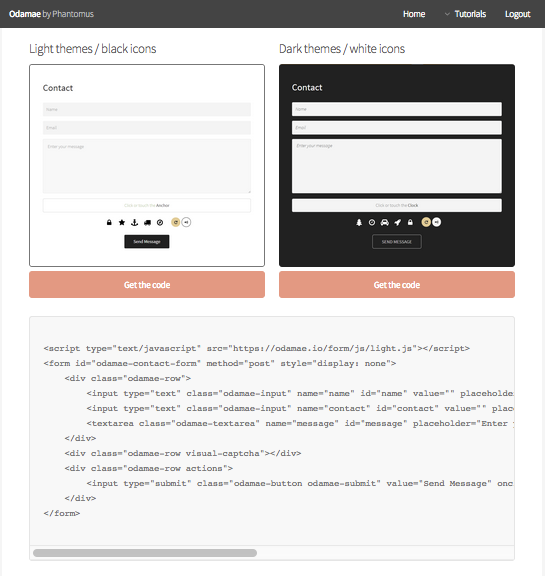 Odamae by Phantomus
Home Tutorials Logout
Light themes / black icons
Dark themes / white icons
Contact
Name
Email
Enter your message
Click or touch the Anchor
Send Message
Contact
Name
Email
Enter your message
Click or touch the Clock
SEND MESSAGE
Get the code
Get the code
<script type="text/javascript" src="https://odamae.io/form/js/light.js"></script>
<form id="odamae-contact-form" method="post" style="display: none">
<div class="odamae-row">
<input type="text" class="odamae-input" name="name" id="name" value="" placeholde
<input type="text" class="odamae-input" name="contact" id="contact" value="" plac
<textarea class="odamae-textarea" name="message" id="message" placeholder="Enter
</div>
<div class="odamae-row visual-captcha"></div>
<div class="odamae-row actions">
<input type="submit" class="odamae-button odamae-submit" value="Send Message" onc
</div>
</form>